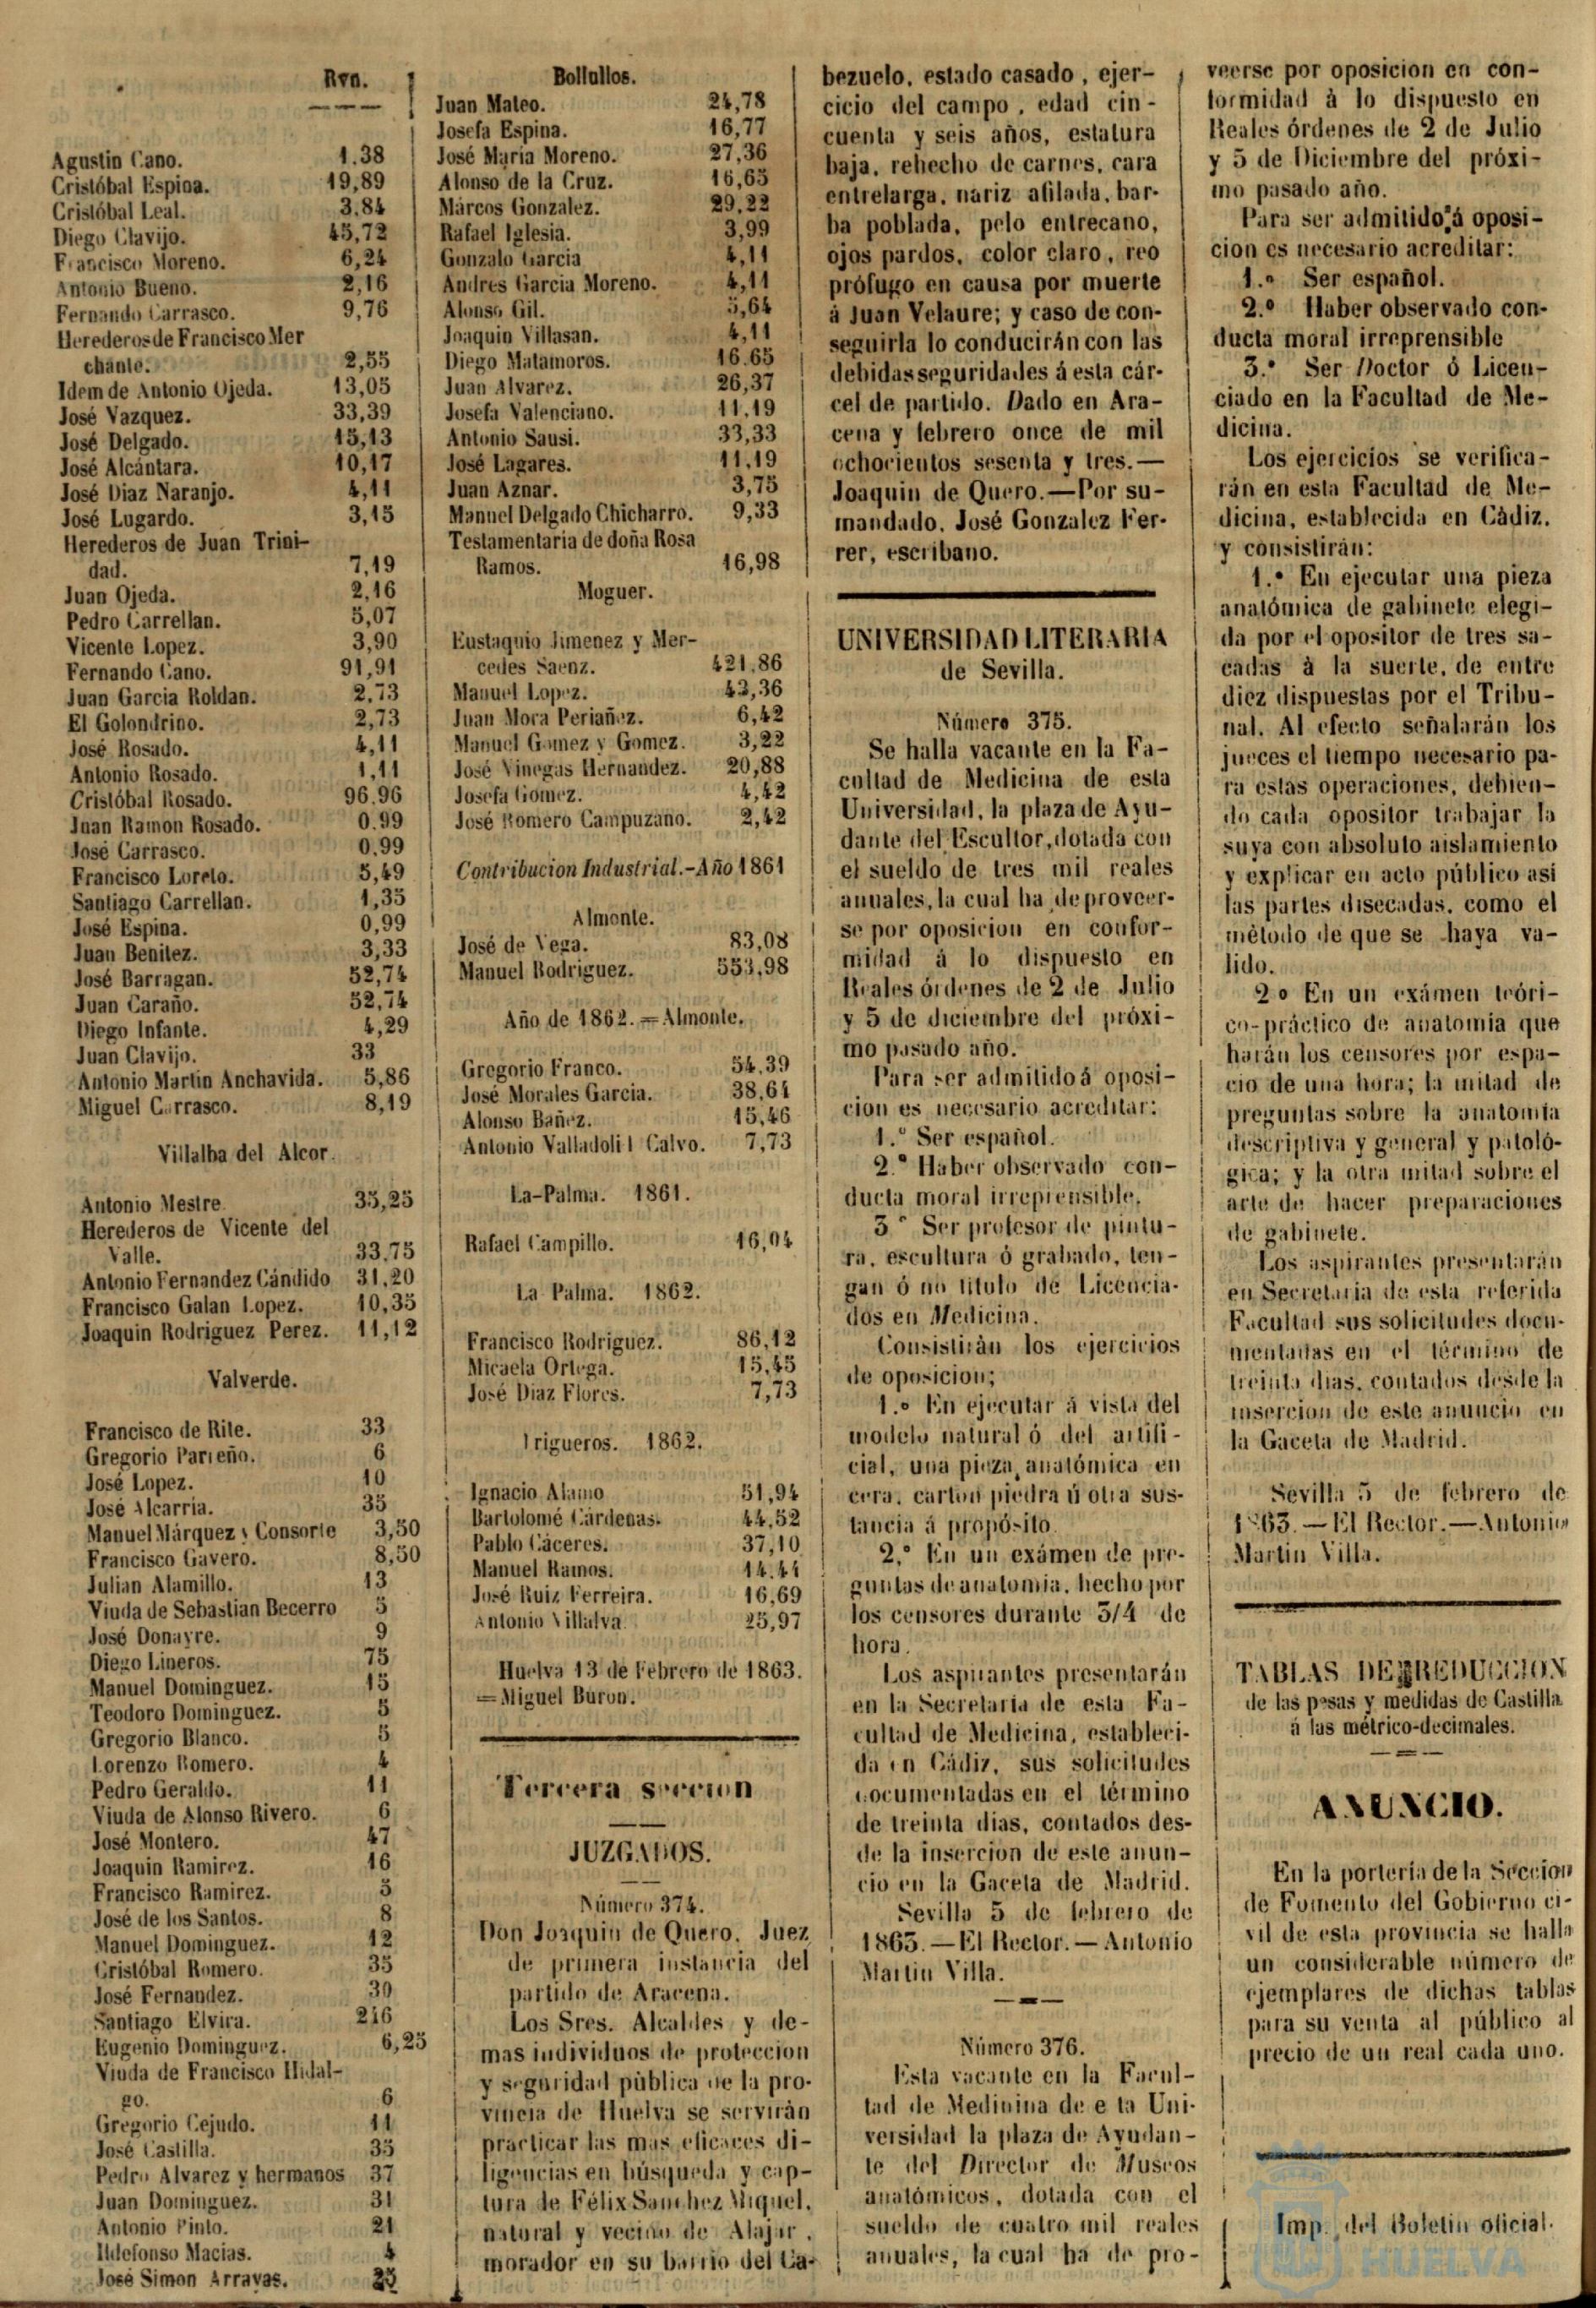 Rvn.
Agustin Cano. 1.38
Cristóbal Espina. 19,89
Cristóbal Leal. 3.84
Diego Clavijo. 45,72
Francisco Moreno. 6,24
Antonio Bueno. 2,16
Fernando Carrasco. 9,76
Herederos de Francisco Mer
chante. 2,55
Idem de Antonio Ojeda. 13,05
José Vazquez. 33,39
José Delgado. 15,13
José Alcántara. 10,17
José Diaz Naranjo. 4,11
José Lugardo. 3,15
Herederos de Juan Trini-
dad. 7,19
Juan Ojeda. 2,16
Pedro Carrellan. 5,07
Vicente Lopez. 3,90
Fernando Cano. 91,91
Juan Garcia Roldan. 2,73
El Golondrino. 2,73
José Rosado. 4,11
Antonio Rosado. 1,11
Cristóbal Rosado. 96.96
Juan Ramon Rosado. 0.99
José Carrasco. 0,99
Francisco Loreto. 5,49
Santiago Carrellan. 1,35
José Espina. 0,99
Juan Benitez. 3,33
José Barragan. 52,74
Juan Caraño. 52,74
Diego Infante. 4,29
Juan Clavijo. 33
Antonio Martin Anchavida. 5,86
Miguel Carrasco. 8,19
Villalba del Alcor.
Antonio Mestre. 35,25
Herederos de Vicente del
Valle. 33.75
Antonio Fernandez Cándido 31,20
Francisco Galan Lopez. 10,35
Joaquin Rodriguez Perez. 11,12
Valverde.
Francisco de Rite. 33
Gregorio Parreño. 6
José Lopez. 10
José Alcarria. 35
Manuel Márquez y Consorte 3,50
Francisco Gavero. 8,50
Julian Alamillo. 13
Viuda de Sebastian Becerro 5
José Donayre. 9
Diego Lineros. 75
Manuel Dominguez. 15
Teodoro Dominguez. 5
Gregorio Blanco. 5
Lorenzo Romero. 4
Pedro Geraldo. 11
Viuda de Alonso Rivero. 6
José Montero. 47
Joaquin Ramirez. 16
Francisco Ramirez. 5
José de los Santos. 8
Manuel Dominguez. 12
Cristóbal Romero. 35
José Fernandez. 30
Santiago Elvira. 216
Eugenio Dominguez. 6,25
Viuda de Francisco Hidal-
go. 6
Gregorio Cejudo. 11
José Castilla. 35
Pedro Alvarez y hermanos 37
Juan Dominguez. 31
Antonio Pinto. 21
Ildefonso Macias. 4
José Simon Arrayas. 25
Bollullos.
Juan Mateo. 24,78
Josefa Espina. 16,77
José Maria Moreno. 27,36
Alonso de la Cruz. 16,65
Márcos Gonzalez. 29,22
Rafael Iglesia. 3,99
Gonzalo Garcia 4,11
Andres Garcia Moreno. 4,11
Alonso Gil. 5,64
Joaquin Villasan. 4,11
Diego Matamoros. 16.65
Juan Alvarez. 26,37
Josefa Valenciano. 11,19
Antonio Sausi. 33,33
José Lagares. 11,19
Juan Aznar. 3,75
Manuel Delgado Chicharro. 9,33
Testamentaria de doña Rosa
Ramos. 16,98
Moguer.
Eustaquio Jimenez y Mer-
cedes Saenz. 421.86
Manuel Lopez. 43,36
Juan Mora Periañez. 6,42
Manuel Gomez y Gomez. 3,22
José Vinegas Hernandez. 20,88
Josefa Gomez. 4,42
José Romero Campuzano. 2,42
Contribucion Industrial.-Año 1861
Almonte.
José de Vega. 83,08
Manuel Rodriguez. 553,98
Año de 1862.=Almonte.
Gregorio Franco. 54,39
José Morales Garcia. 38,64
Alonso Bañez. 15,46
Antonio Valladolid Calvo. 7,73
La-Palma. 1861.
Rafael Campillo. 16,04
La Palma. 1862.
Francisco Rodriguez. 86,12
Micaela Ortega. 15,45
José Diaz Flores. 7,73
Trigueros. 1862.
Ignacio Alamo 51,94
Bartolomé Cárdenas. 44,52
Pablo Cáceres. 37,10
Manuel Ramos. 14.44
José Ruiz Ferreira. 16,69
Antonio Villalva. 25,97
Huelva 13 de Febrero de 1863.
=Miguel Buron.
Tercera seccion
JUZGADOS.
Número 374.
Don Joaquin de Quero. Juez
de primera instancia del
partido de Aracena.
Los Sres. Alcaldes y de-
mas individuos de proteccion
y seguridad pública de la pro-
vincia de Huelva se servirán
practicar las mas eficaces di-
ligencias en búsqueda y cap-
tura de Félix Sanchez Miguel,
natural y vecino de Alajar,
morador en su barrio del Ca-
bezuelo, estado casado, ejer-
cicio del campo, edad cin-
cuenta y seis años, estatura
baja, rehecho de carnes, cara
entrelarga, nariz afilada, bar-
ba poblada, pelo entrecano,
ojos pardos, color claro, reo
prófugo en causa por muerte
á Juan Velaure; y caso de con-
seguirla lo conducirán con las
debidas seguridades á esta cár-
cel de partido. Dado en Ara-
cena y febrero once de mil
ochocientos sesenta y tres.—
Joaquin de Quero.—Por su-
mandado, José Gonzalez Fer-
rer, escribano.
UNIVERSIDAD LITERARIA
de Sevilla.
Número 375.
Se halla vacante en la Fa-
cultad de Medicina de esta
Universidad, la plaza de Ayu-
dante del Escultor, dotada con
el sueldo de tres mil reales
anuales, la cual ha de proveer-
se por oposicion en confor-
midad á lo dispuesto en
Reales órdenes de 2 de Julio
y 5 de diciembre del próxi-
mo pasado año.
Para ser admitido á oposi-
cion es necesario acreditar:
1.º Ser español.
2.º Haber observado con-
ducta moral irreprensible.
3º Ser profesor de pintu-
ra, escultura ó grabado, ten-
gan ó no título de Licencia-
dos en Medicina.
Consistirán los ejercicios
de oposicion;
1.º En ejecutar á vista del
modelo natural ó del artifi-
cial, una pieza anatómica en
cera, carton piedra ú otra sus-
tancia á propósito.
2.º En un exámen de pre-
guntas de anatomia, hecho por
los censores durante 3/4 de
hora.
Los aspirantes presentarán
en la Secretaria de esta Fa-
cultad de Medicina, estableci-
da en Cádiz, sus solicitudes
documentadas en el término
de treinta dias, contados des-
de la insercion de este anun-
cio en la Gaceta de Madrid.
Sevilla 5 de febrero de
1863.—El Rector.—Antonio
Martin Villa.
Número 376.
Esta vacante en la Facul-
tad de Medinina de e ta Uni-
versidad la plaza de Ayudan-
te del Director de Museos
anatómicos, dotada con el
sueldo de cuatro mil reales
anuales, la cual ha de pro-
veerse por oposicion en con-
formidad á lo dispuesto en
Reales órdenes de 2 de Julio
y 5 de Diciembre del próxi-
mo pasado año.
Para ser admitido á oposi-
cion es necesario acreditar:
1.º Ser español.
2.º Haber observado con-
ducta moral irreprensible
3.º Ser Doctor ó Licen-
ciado en la Facultad de Me-
dicina.
Los ejercicios se verifica-
rán en esta Facultad de Me-
dicina, establecida en Cádiz,
y consistirán:
1.º En ejecutar una pieza
anatómica de gabinete elegi-
da por el opositor de tres sa-
cadas á la suerte, de entre
diez dispuestas por el Tribu-
nal. Al efecto señalarán los
jueces el tiempo necesario pa-
ra estas operaciones, debien-
do cada opositor trabajar la
suya con absoluto aislamiento
y explicar en acto público así
las partes disecadas, como el
método de que se haya va-
lido.
2º En un exámen teóri-
co-práctico de anatomia que
harán los censores por espa-
cio de una hora; la mitad de
preguntas sobre la anatomia
descriptiva y general y patoló-
gica; y la otra mitad sobre el
arte de hacer preparaciones
de gabinete.
Los aspirantes presentarán
en Secretaria de esta referida
Facultad sus solicitudes docu-
mentadas en el término de
treinta dias, contados desde la
insercion de este anuncio en
la Gaceta de Madrid.
Sevilla 5 de febrero de
1863.—El Rector.—Antonio
Martin Villa.
TABLAS DE REDUCCION
de las pesas y medidas de Castilla
á las métrico-decimales.
ANUNCIO.
En la portería de la Seccion
de Fomento del Gobierno ci-
vil de esta provincia se halla
un considerable número de
ejemplares de dichas tablas
para su venta al público al
precio de un real cada uno.
Imp. del Boletin oficial.
HUELVA